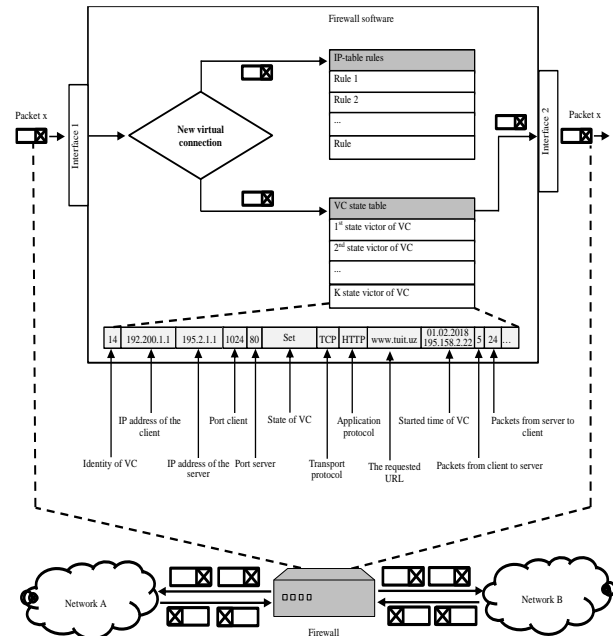 Firewall software
IP-table rules
Rule 1
Rule 2
...
Rule
Packet x
Interface 1
New virtual
connection
Interface 2
Packet x
VC state table
1st state victor of VC
2nd state victor of VC
...
K state victor of VC
14 192.200.1.1 195.2.1.1 1024 80 Set TCP HTTP www.tuit.uz 01.02.2018 195.158.2.22 5 24 ...
IP address of the
client
Port client
State of VC
Application
protocol
Started time of VC
Packets from server to
client
Identity of VC
IP address of the
server
Port server
Transport
protocol
The requested
URL
Packets from client to server
Network A
Firewall
Network B